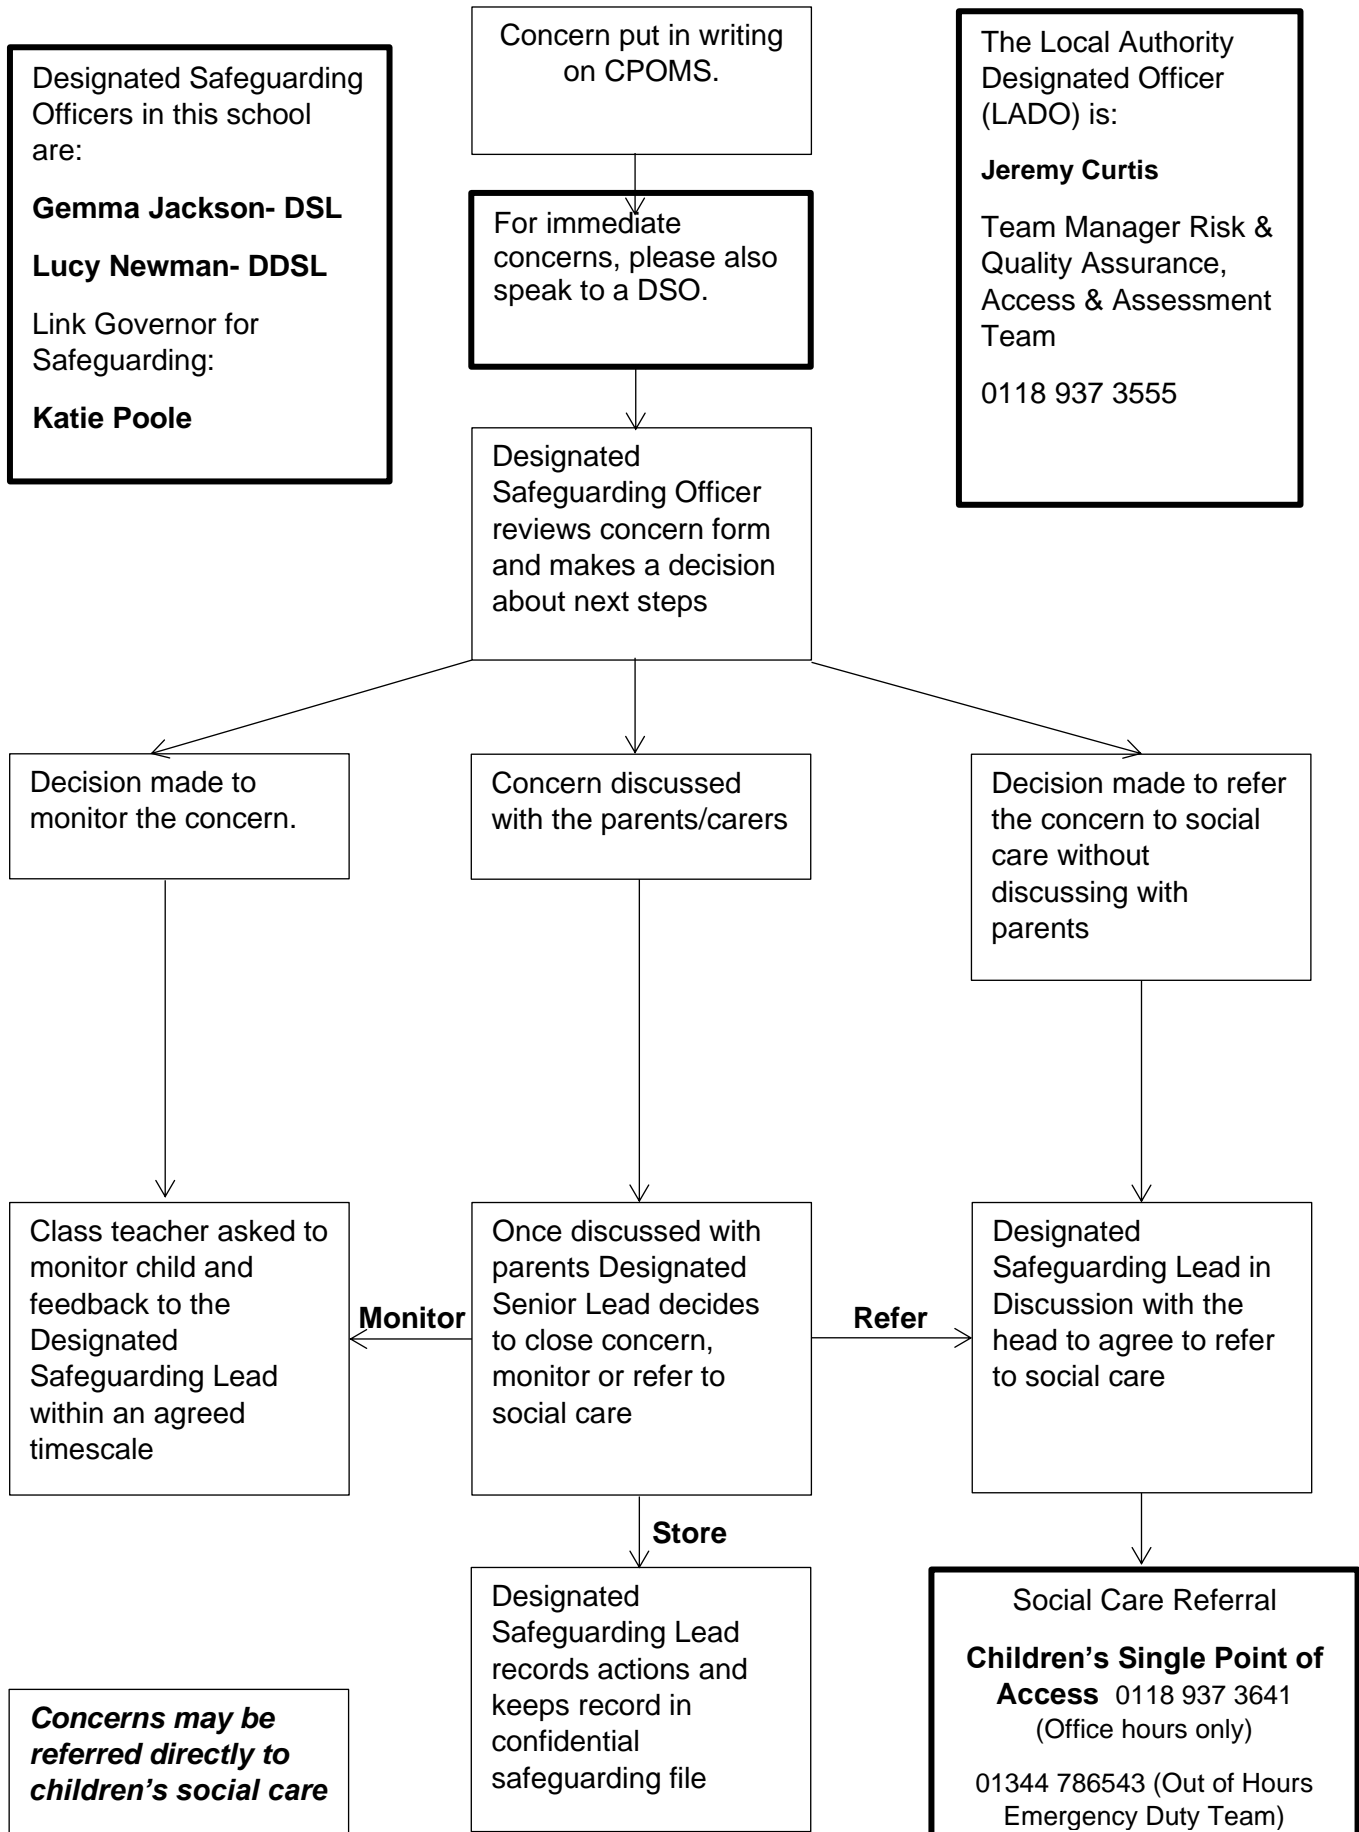 Concern put in writing
on CPOMS.
Designated Safeguarding
Officers in this school
are:
Gemma Jackson- DSL
Lucy Newman- DDSL
Link Governor for
Safeguarding:
Katie Poole
The Local Authority
Designated Officer
(LADO) is:
Jeremy Curtis
Team Manager Risk &
Quality Assurance,
Access & Assessment
Team
0118 937 3555
For immediate
concerns, please also
speak to a DSO.
Designated
Safeguarding Officer
reviews concern form
and makes a decision
about next steps
Decision made to
monitor the concern.
Concern discussed
with the parents/carers
Decision made to refer
the concern to social
care without
discussing with
parents
Class teacher asked to
monitor child and
feedback to the
Designated
Safeguarding Lead
within an agreed
timescale
Monitor
Once discussed with
parents Designated
Senior Lead decides
to close concern,
monitor or refer to
social care
Refer
Designated
Safeguarding Lead in
Discussion with the
head to agree to refer
to social care
Store
Designated
Safeguarding Lead
records actions and
keeps record in
confidential
safeguarding file
Social Care Referral
Children’s Single Point of
Access 0118 937 3641
(Office hours only)
01344 786543 (Out of Hours
Emergency Duty Team)
Concerns may be
referred directly to
children’s social care